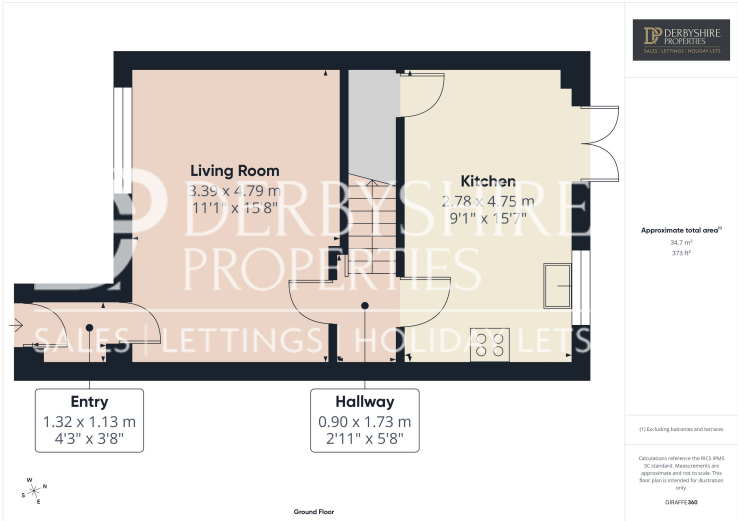 DERBYSHIRE
PROPERTIES
SALES | LETTINGS | HOLIDAY LETS
Living Room
3.39 x 4.79 m
11'1" x 15'8"
Kitchen
2.78 x 4.75 m
9'1" x 15'7"
DERBYSHIRE
PROPERTIES
SALES | LETTINGS | HOLIDAY LETS
Entry
1.32 x 1.13 m
4'3" x 3'8"
Hallway
0.90 x 1.73 m
2'11" x 5'8"
W
N
S
E
Ground Floor
Approximate total area(1)
34.7 m²
373 ft²
(1) Excluding balconies and terraces
Calculations reference the RICS IPMS
3C standard. Measurements are
approximate and not to scale. This
floor plan is intended for illustration
only.
GIRAFFE360